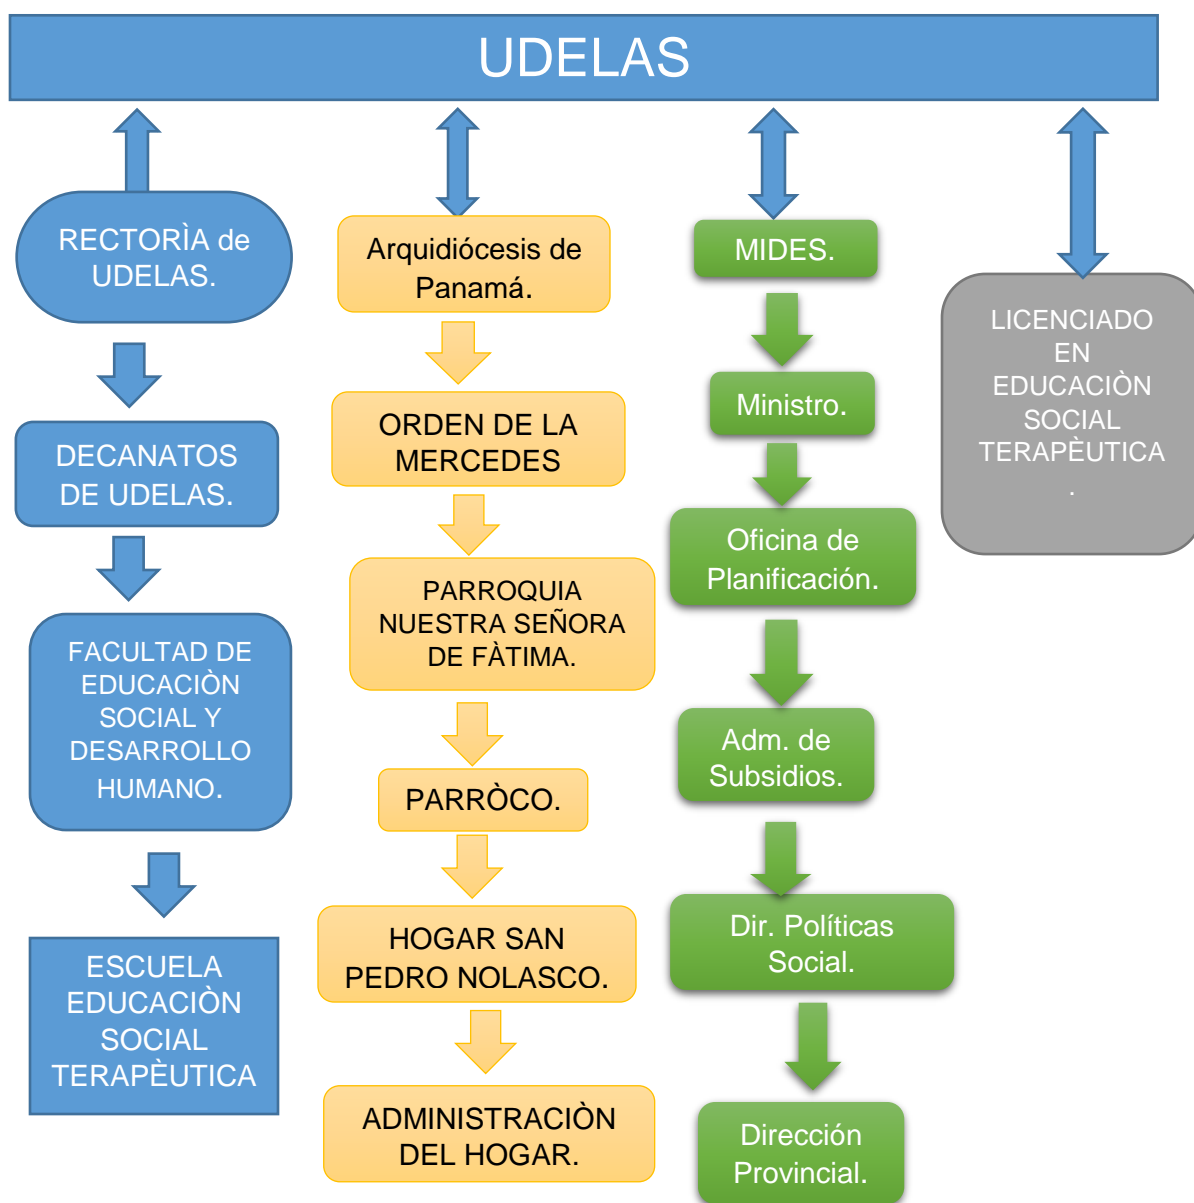 UDELAS
RECTORÌA de
UDELAS.
DECANATOS
DE UDELAS.
FACULTAD DE
EDUCACIÒN
SOCIAL Y
DESARROLLO
HUMANO.
ESCUELA
EDUCACIÒN
SOCIAL
TERAPÈUTICA
Arquidiócesis de
Panamá.
ORDEN DE LA
MERCEDES
PARROQUIA
NUESTRA SEÑORA
DE FÀTIMA.
PARRÒCO.
HOGAR SAN
PEDRO NOLASCO.
ADMINISTRACIÒN
DEL HOGAR.
MIDES.
Ministro.
Oficina de
Planificación.
Adm. de
Subsidios.
Dir. Políticas
Social.
Dirección
Provincial.
LICENCIADO
EN
EDUCACIÒN
SOCIAL
TERAPÈUTICA
.